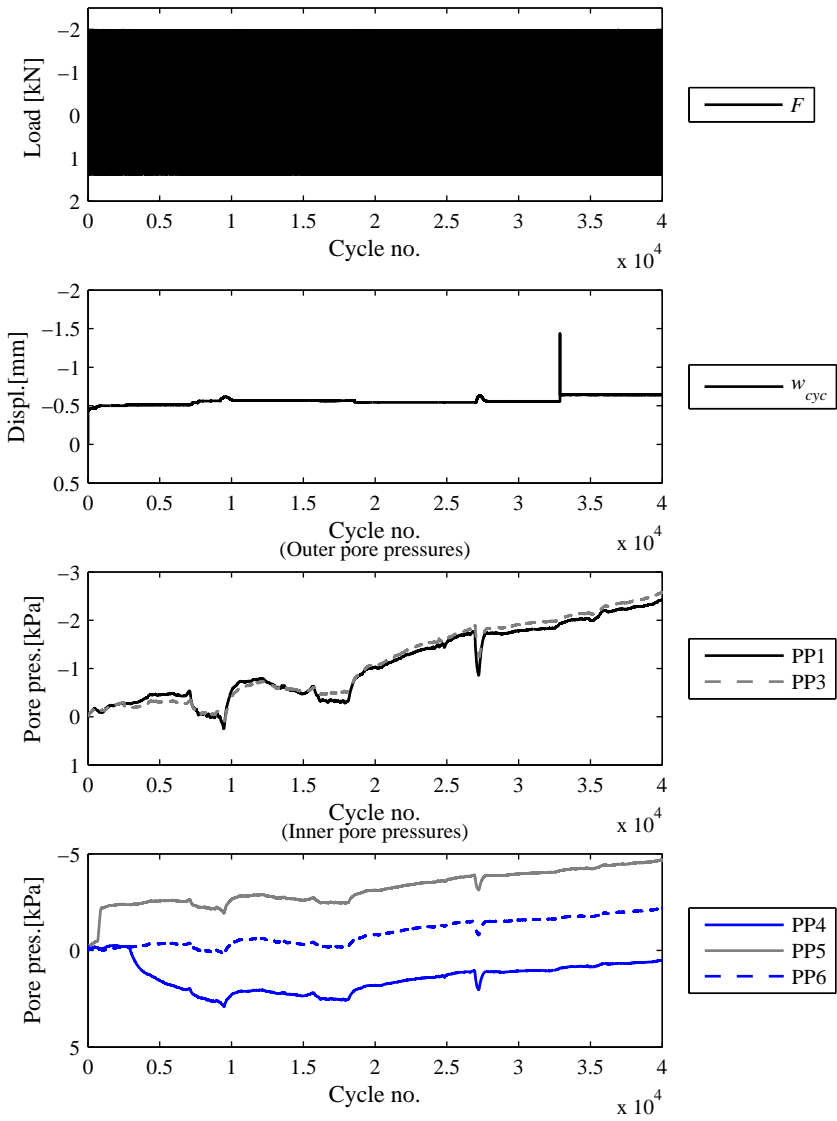 −2
−1
0
1
2
Load [kN]
0 0.5 1 1.5 2 2.5 3 3.5 4
Cycle no.
x 10^4
F
−2
−1.5
−1
−0.5
0
0.5
Displ.[mm]
0 0.5 1 1.5 2 2.5 3 3.5 4
Cycle no.
x 10^4
w_cyc
(Outer pore pressures)
−3
−2
−1
0
1
Pore pres.[kPa]
0 0.5 1 1.5 2 2.5 3 3.5 4
Cycle no.
x 10^4
PP1
PP3
(Inner pore pressures)
−5
0
5
Pore pres.[kPa]
0 0.5 1 1.5 2 2.5 3 3.5 4
Cycle no.
x 10^4
PP4
PP5
PP6